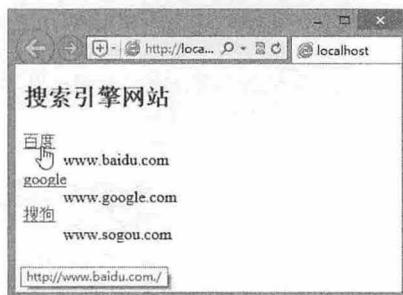 http://loca...
localhost
搜索引擎网站
百度
www.baidu.com
google
www.google.com
搜狗
www.sogou.com
http://www.baidu.com/